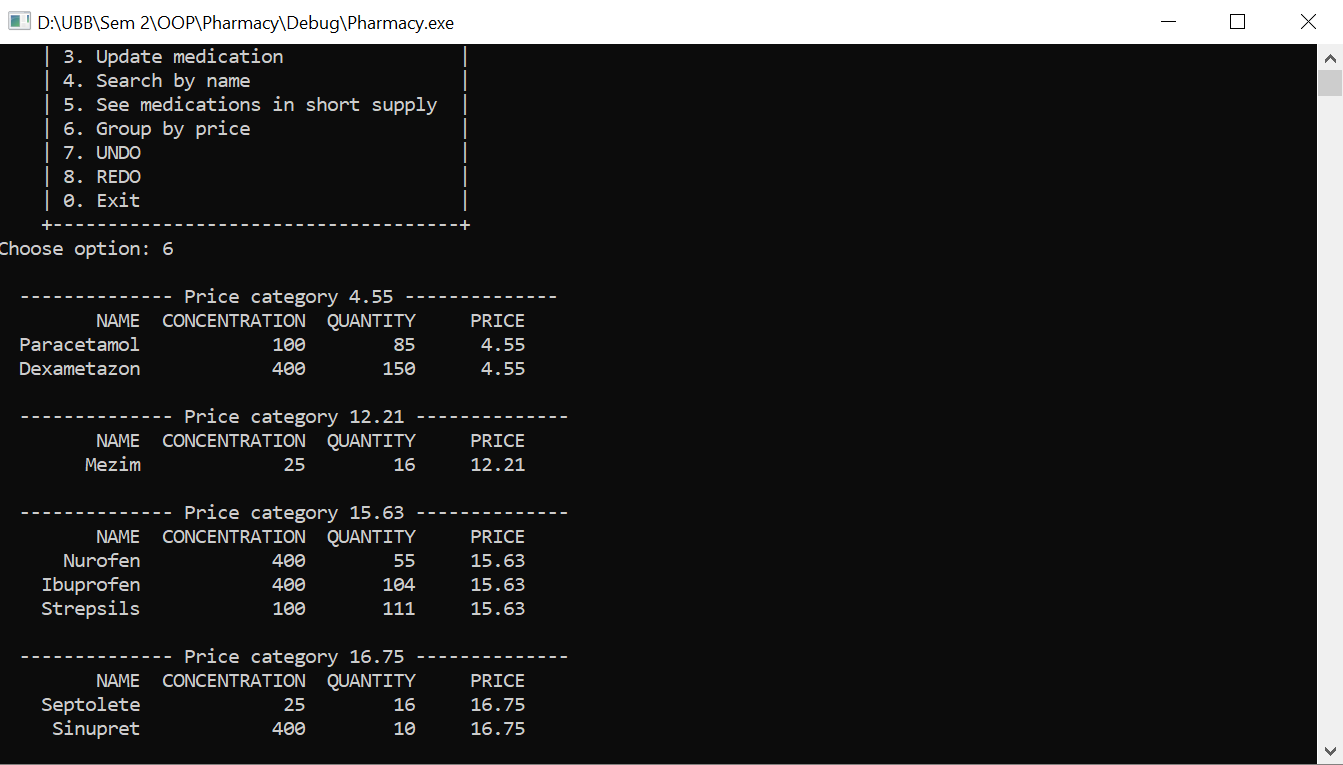 D:\UBB\Sem 2\OOP\Pharmacy\Debug\Pharmacy.exe
| 3. Update medication                |
| 4. Search by name                   |
| 5. See medications in short supply  |
| 6. Group by price                   |
| 7. UNDO                             |
| 8. REDO                             |
| 0. Exit                             |
+-------------------------------------+
Choose option: 6
-------------- Price category 4.55 --------------
NAME  CONCENTRATION  QUANTITY     PRICE
Paracetamol            100        85      4.55
Dexametazon            400       150      4.55
-------------- Price category 12.21 --------------
NAME  CONCENTRATION  QUANTITY     PRICE
Mezim             25        16     12.21
-------------- Price category 15.63 --------------
NAME  CONCENTRATION  QUANTITY     PRICE
Nurofen            400        55     15.63
Ibuprofen            400       104     15.63
Strepsils            100       111     15.63
-------------- Price category 16.75 --------------
NAME  CONCENTRATION  QUANTITY     PRICE
Septolete             25        16     16.75
Sinupret            400        10     16.75